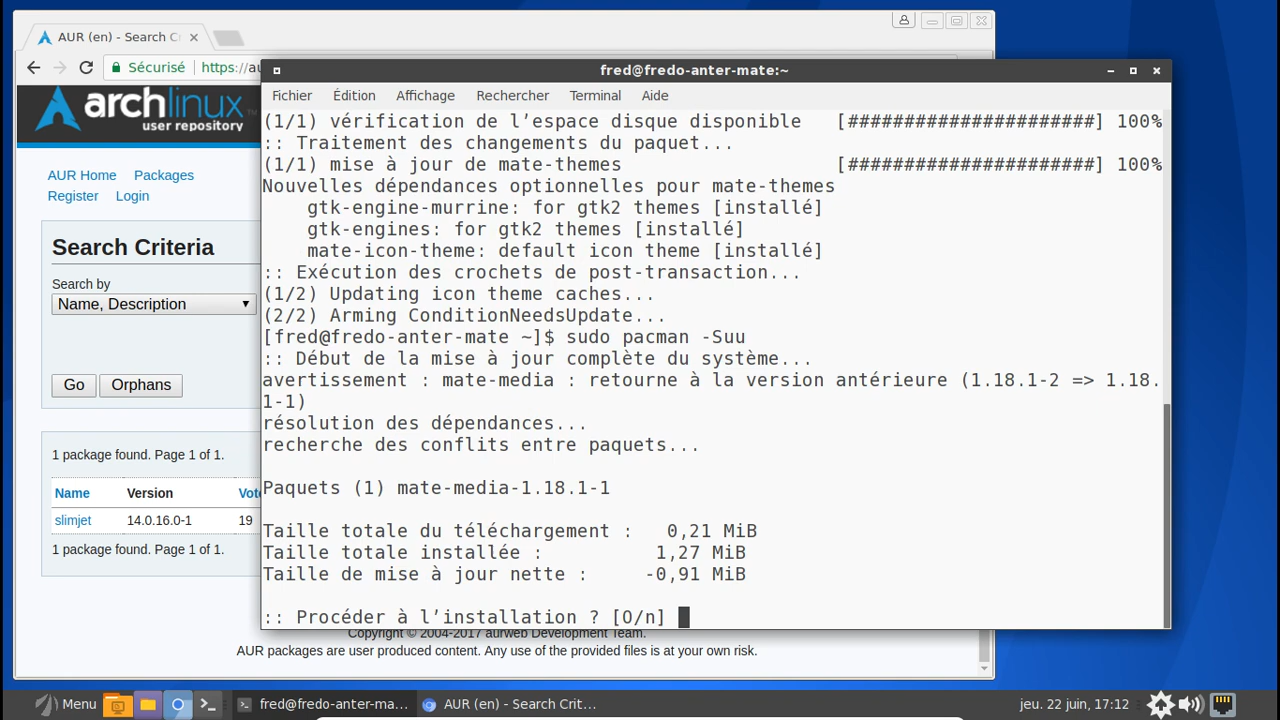 AUR (en) - Search C
Sécurisé
https://au
archlinux
user repository
AUR Home
Packages
Register
Login
Search Criteria
Search by
Name, Description
Go
Orphans
1 package found. Page 1 of 1.
Name
Version
Vote
slimjet
14.0.16.0-1
19
1 package found. Page 1 of 1.
fred@fredo-anter-mate:~
Fichier
Édition
Affichage
Rechercher
Terminal
Aide
(1/1) vérification de l’espace disque disponible [######################] 100%
:: Traitement des changements du paquet...
(1/1) mise à jour de mate-themes [######################] 100%
Nouvelles dépendances optionnelles pour mate-themes
gtk-engine-murrine: for gtk2 themes [installé]
gtk-engines: for gtk2 themes [installé]
mate-icon-theme: default icon theme [installé]
:: Exécution des crochets de post-transaction...
(1/2) Updating icon theme caches...
(2/2) Arming ConditionNeedsUpdate...
[fred@fredo-anter-mate ~]$ sudo pacman -Suu
:: Début de la mise à jour complète du système...
avertissement : mate-media : retourne à la version antérieure (1.18.1-2 => 1.18.
1-1)
résolution des dépendances...
recherche des conflits entre paquets...
Paquets (1) mate-media-1.18.1-1
Taille totale du téléchargement : 0,21 MiB
Taille totale installée : 1,27 MiB
Taille de mise à jour nette : -0,91 MiB
:: Procéder à l’installation ? [O/n]
Copyright © 2004-2017 aurweb Development Team.
AUR packages are user produced content. Any use of the provided files is at your own risk.
Menu
fred@fredo-anter-ma...
AUR (en) - Search Crit...
jeu. 22 juin, 17:12